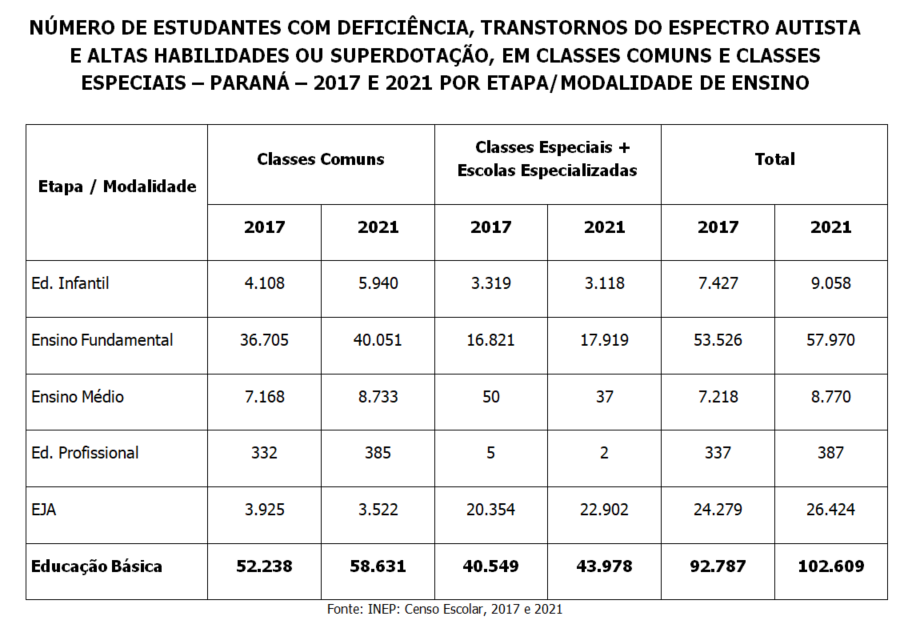 NÚMERO DE ESTUDANTES COM DEFICIÊNCIA, TRANSTORNOS DO ESPECTRO AUTISTA
E ALTAS HABILIDADES OU SUPERDOTAÇÃO, EM CLASSES COMUNS E CLASSES
ESPECIAIS – PARANÁ – 2017 E 2021 POR ETAPA/MODALIDADE DE ENSINO
Etapa / Modalidade
Classes Comuns
Classes Especiais +
Escolas Especializadas
Total
2017 2021 2017 2021 2017 2021
Ed. Infantil 4.108 5.940 3.319 3.118 7.427 9.058
Ensino Fundamental 36.705 40.051 16.821 17.919 53.526 57.970
Ensino Médio 7.168 8.733 50 37 7.218 8.770
Ed. Profissional 332 385 5 2 337 387
EJA 3.925 3.522 20.354 22.902 24.279 26.424
Educação Básica 52.238 58.631 40.549 43.978 92.787 102.609
Fonte: INEP: Censo Escolar, 2017 e 2021